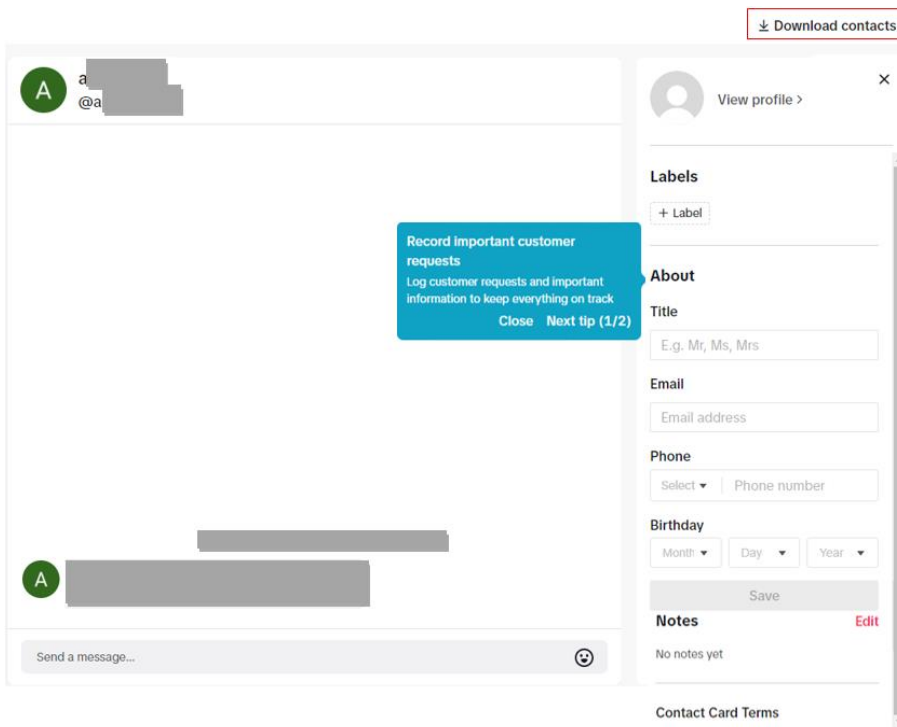 Download contacts
A
a
@a
View profile >
Labels
+ Label
Record important customer
requests
Log customer requests and important
information to keep everything on track
Close Next tip (1/2)
About
Title
E.g. Mr, Ms, Mrs
Email
Email address
Phone
Select Phone number
Birthday
Month Day Year
Save
Notes Edit
No notes yet
Contact Card Terms
A
Send a message...